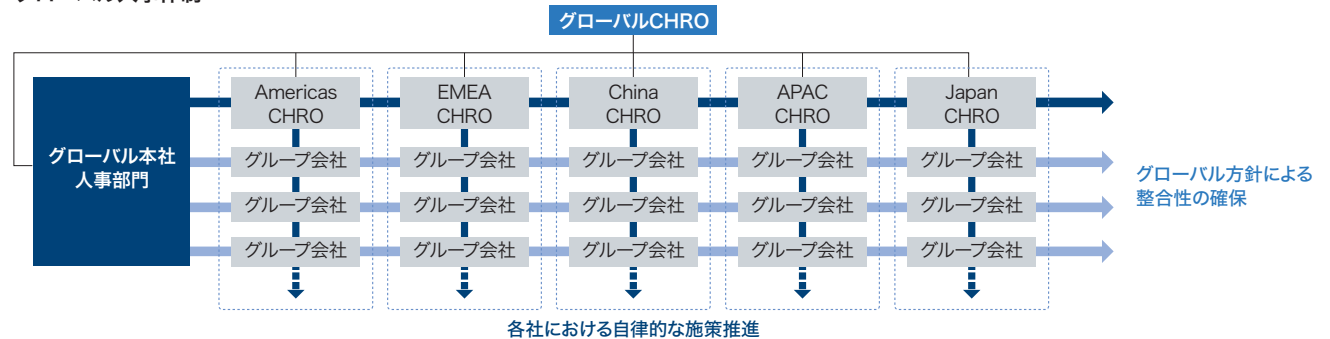 グローバルCHRO
Americas
CHRO
EMEA
CHRO
China
CHRO
APAC
CHRO
Japan
CHRO
グローバル本社
人事部門
グループ会社 グループ会社 グループ会社 グループ会社 グループ会社
グループ会社 グループ会社 グループ会社 グループ会社 グループ会社
グループ会社 グループ会社 グループ会社 グループ会社 グループ会社
グローバル方針による
整合性の確保
各社における自律的な施策推進